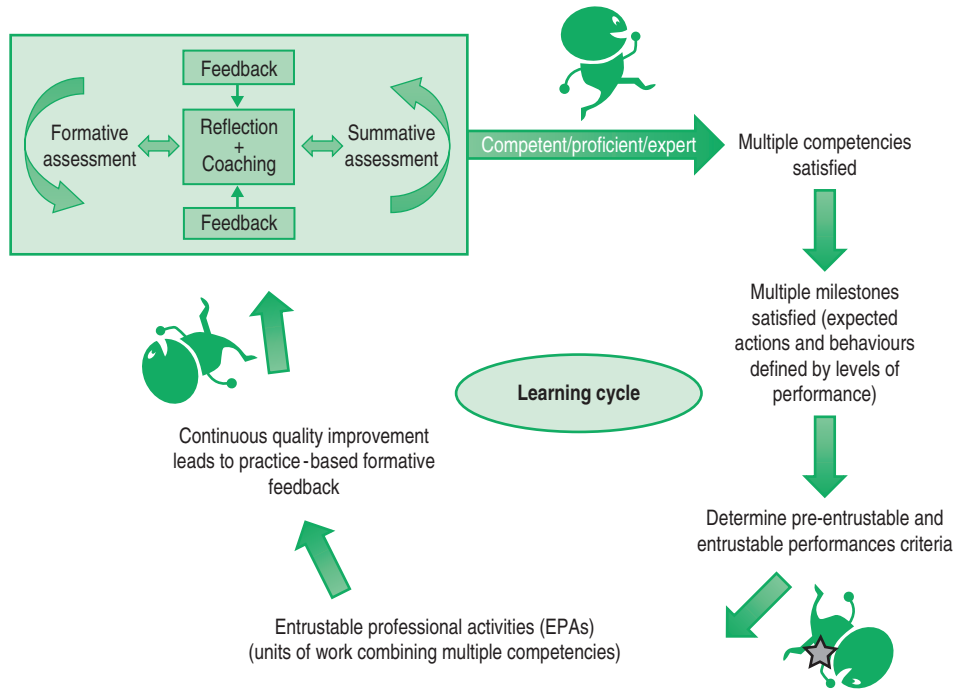 Feedback
Formative
assessment
Reflection
+
Coaching
Summative
assessment
Feedback
Competent/proficient/expert
Multiple competencies
satisfied
Multiple milestones
satisfied (expected
actions and behaviours
defined by levels of
performance)
Learning cycle
Determine pre-entrustable and
entrustable performances criteria
Entrustable professional activities (EPAs)
(units of work combining multiple competencies)
Continuous quality improvement
leads to practice-based formative
feedback